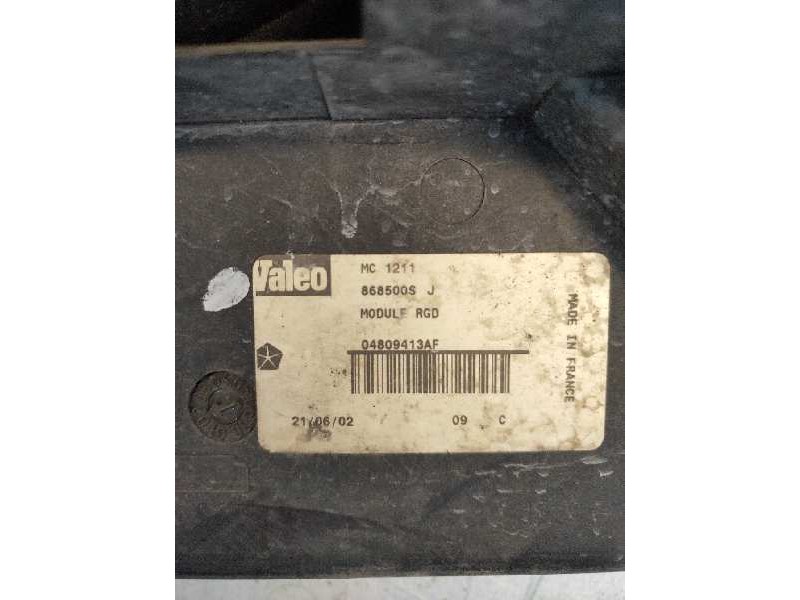 Valeo
MC 1211
868500S J
MODULE RGD
04809413AF
21/06/02 09 C
MADE IN FRANCE